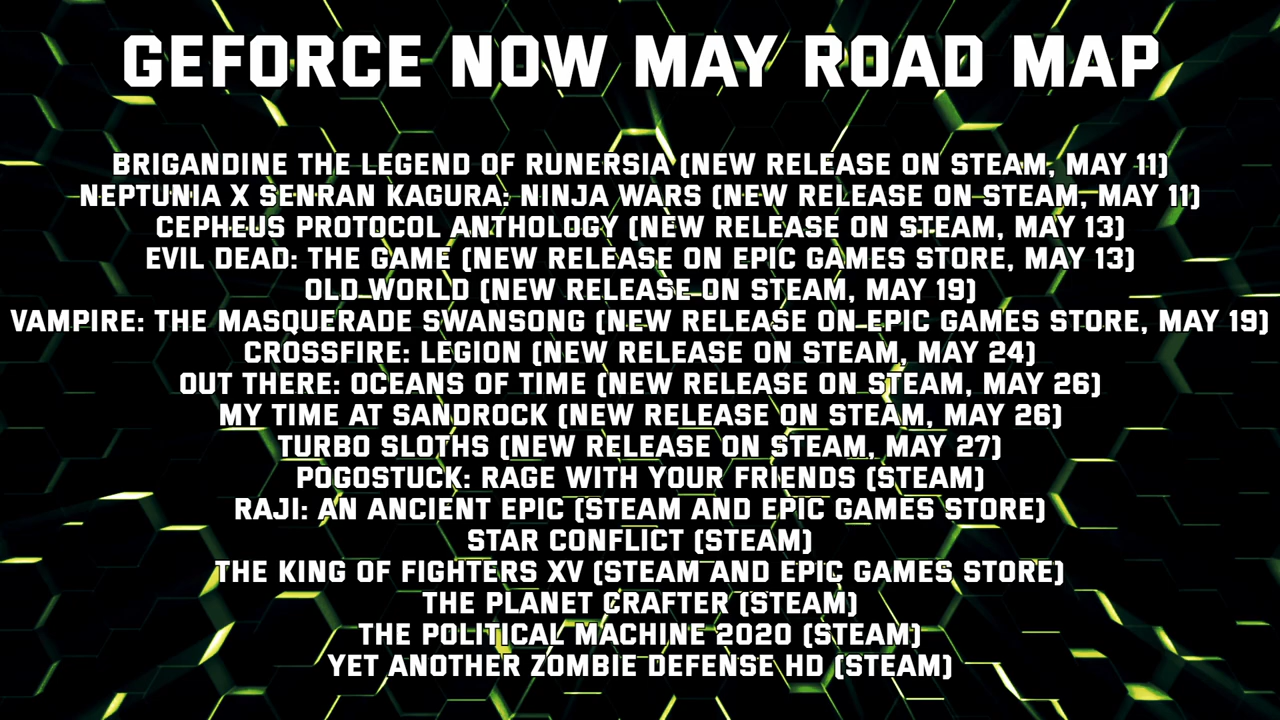 GEFORCE NOW MAY ROAD MAP
BRIGANDINE THE LEGEND OF RUNERSIA (NEW RELEASE ON STEAM, MAY 11)
NEPTUNIA X SENRAN KAGURA: NINJA WARS (NEW RELEASE ON STEAM, MAY 11)
CEPHEUS PROTOCOL ANTHOLOGY (NEW RELEASE ON STEAM, MAY 13)
EVIL DEAD: THE GAME (NEW RELEASE ON EPIC GAMES STORE, MAY 13)
OLD WORLD (NEW RELEASE ON STEAM, MAY 19)
VAMPIRE: THE MASQUERADE SWANSONG (NEW RELEASE ON EPIC GAMES STORE, MAY 19)
CROSSFIRE: LEGION (NEW RELEASE ON STEAM, MAY 24)
OUT THERE: OCEANS OF TIME (NEW RELEASE ON STEAM, MAY 26)
MY TIME AT SANDROCK (NEW RELEASE ON STEAM, MAY 26)
TURBO SLOTHS (NEW RELEASE ON STEAM, MAY 27)
POGOSTUCK: RAGE WITH YOUR FRIENDS (STEAM)
RAJI: AN ANCIENT EPIC (STEAM AND EPIC GAMES STORE)
STAR CONFLICT (STEAM)
THE KING OF FIGHTERS XV (STEAM AND EPIC GAMES STORE)
THE PLANET CRAFTER (STEAM)
THE POLITICAL MACHINE 2020 (STEAM)
YET ANOTHER ZOMBIE DEFENSE HD (STEAM)